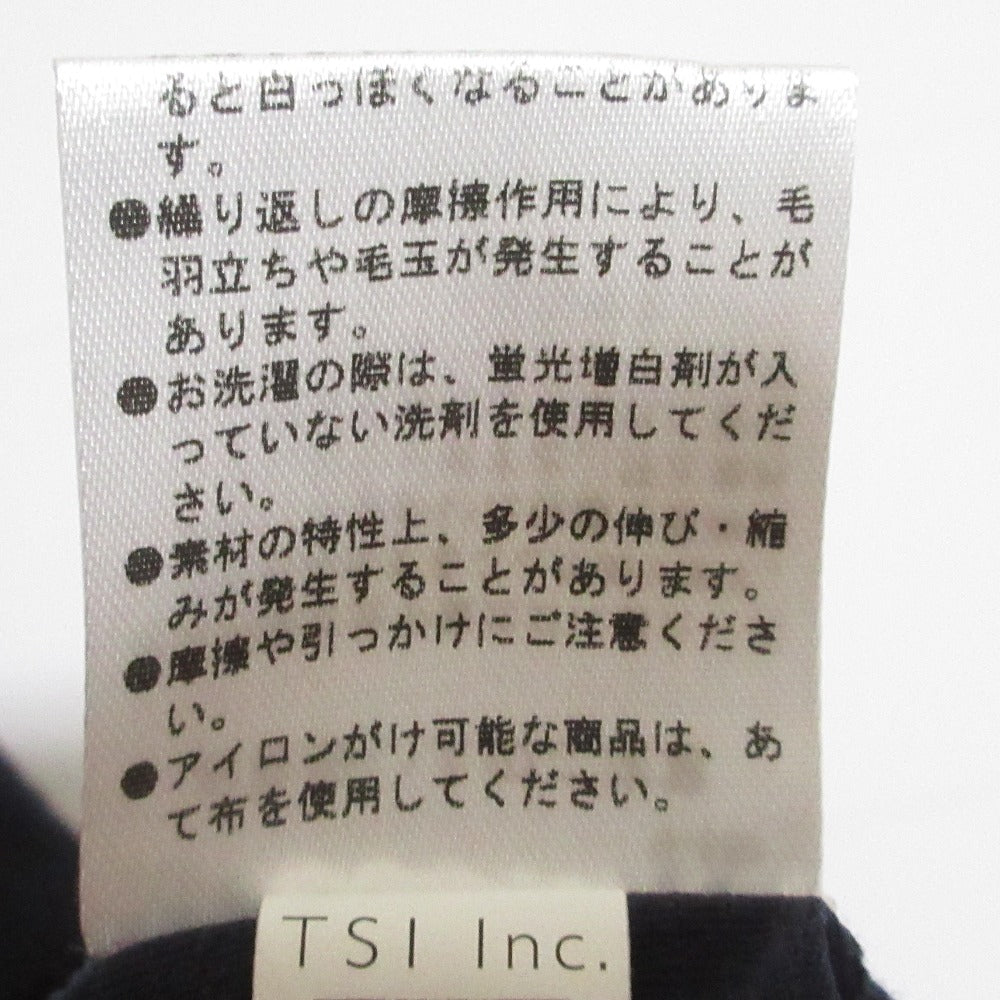 ると白っぽくなることがありま
す。
●繰り返しの摩擦作用により、毛
羽立ちや毛玉が発生することが
あります。
●お洗濯の際は、蛍光増白剤が入
っていない洗剤を使用してくだ
さい。
●素材の特性上、多少の伸び・縮
みが発生することがあります。
●摩擦や引っかけにご注意くださ
い。
●アイロンがけ可能な商品は、あ
て布を使用してください。
TSI Inc.